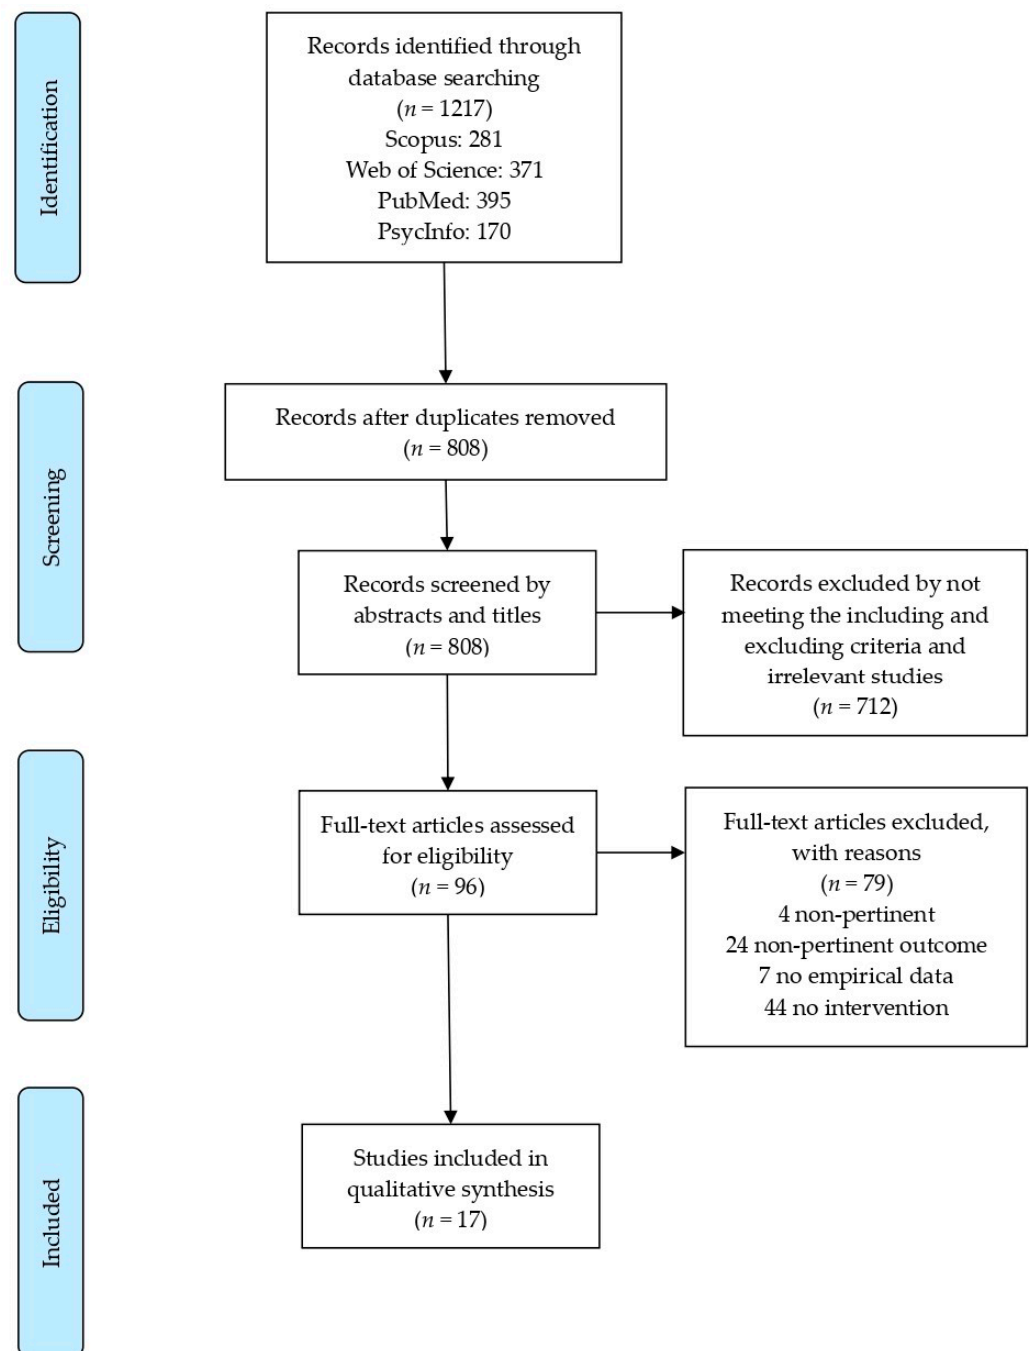 Identification
Records identified through
database searching
(n = 1217)
Scopus: 281
Web of Science: 371
PubMed: 395
PsycInfo: 170
Screening
Records after duplicates removed
(n = 808)
Records screened by
abstracts and titles
(n = 808)
Records excluded by not
meeting the including and
excluding criteria and
irrelevant studies
(n = 712)
Eligibility
Full-text articles assessed
for eligibility
(n = 96)
Full-text articles excluded,
with reasons
(n = 79)
4 non-pertinent
24 non-pertinent outcome
7 no empirical data
44 no intervention
Included
Studies included in
qualitative synthesis
(n = 17)